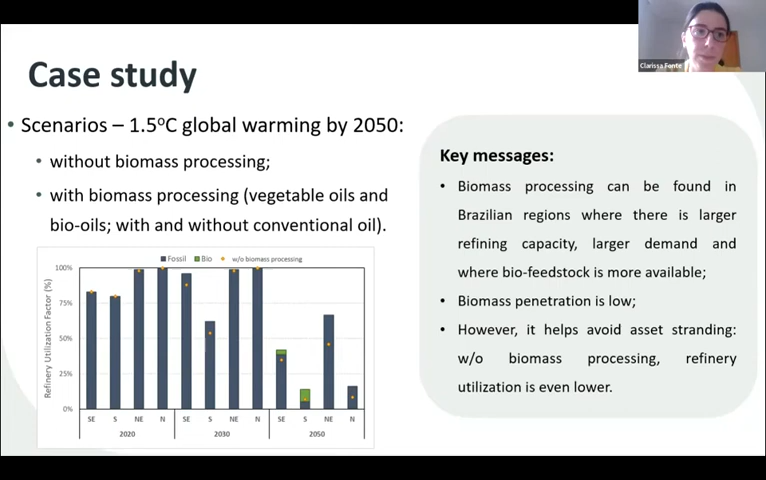 Clarissa Fonte
Case study
• Scenarios – 1.5ºC global warming by 2050:
• without biomass processing;
• with biomass processing (vegetable oils and
bio-oils; with and without conventional oil).
Fossil Bio w/o biomass processing
Refinery Utilization Factor (%)
100%
75%
50%
25%
0%
SE S NE N SE S NE N SE S NE N
2020 2030 2050
Key messages:
• Biomass processing can be found in
Brazilian regions where there is larger
refining capacity, larger demand and
where bio-feedstock is more available;
• Biomass penetration is low;
• However, it helps avoid asset stranding:
w/o biomass processing, refinery
utilization is even lower.